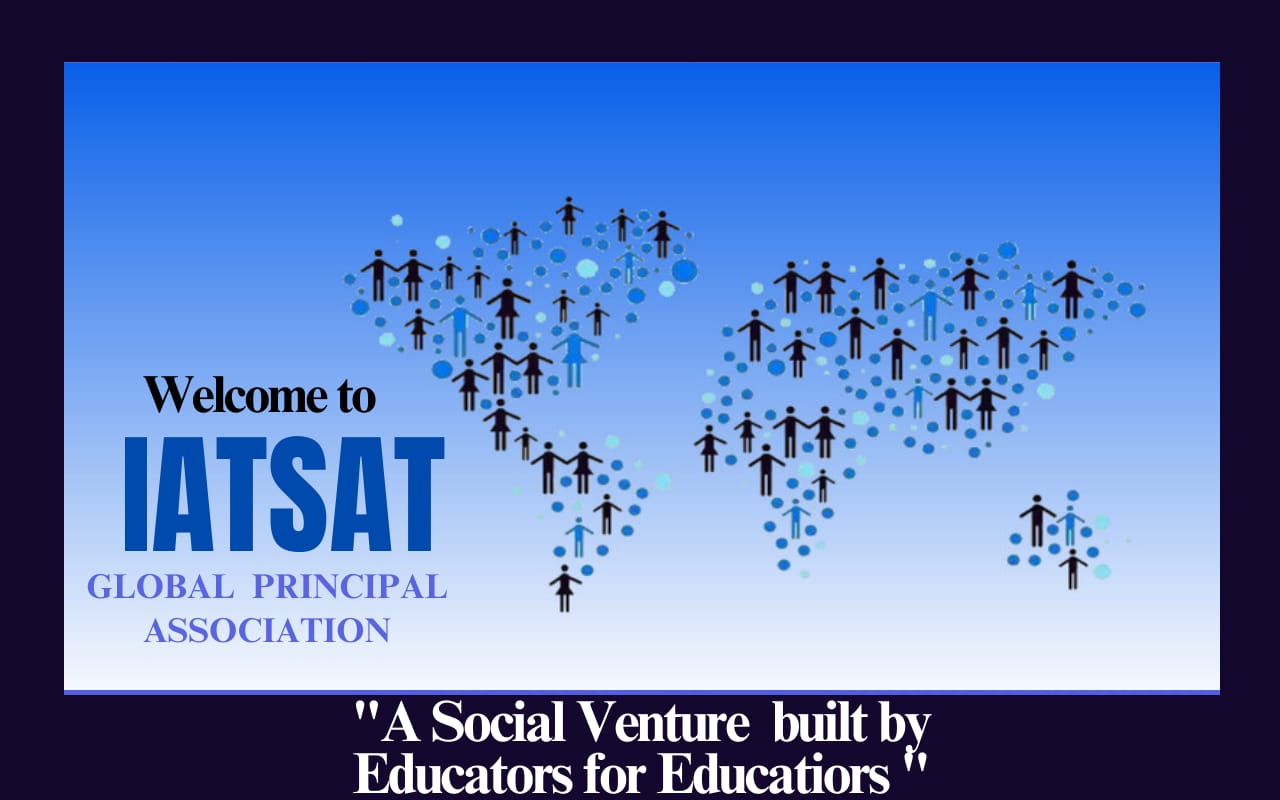 Welcome to
IATSAT
GLOBAL PRINCIPAL
ASSOCIATION
"A Social Venture built by
Educators for Educatiors "